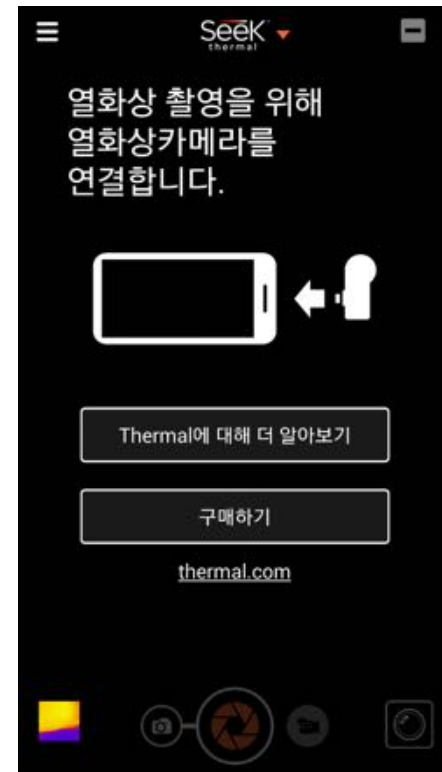 Seek
thermal
열화상 촬영을 위해
열화상카메라를
연결합니다.
Thermal에 대해 더 알아보기
구매하기
thermal.com